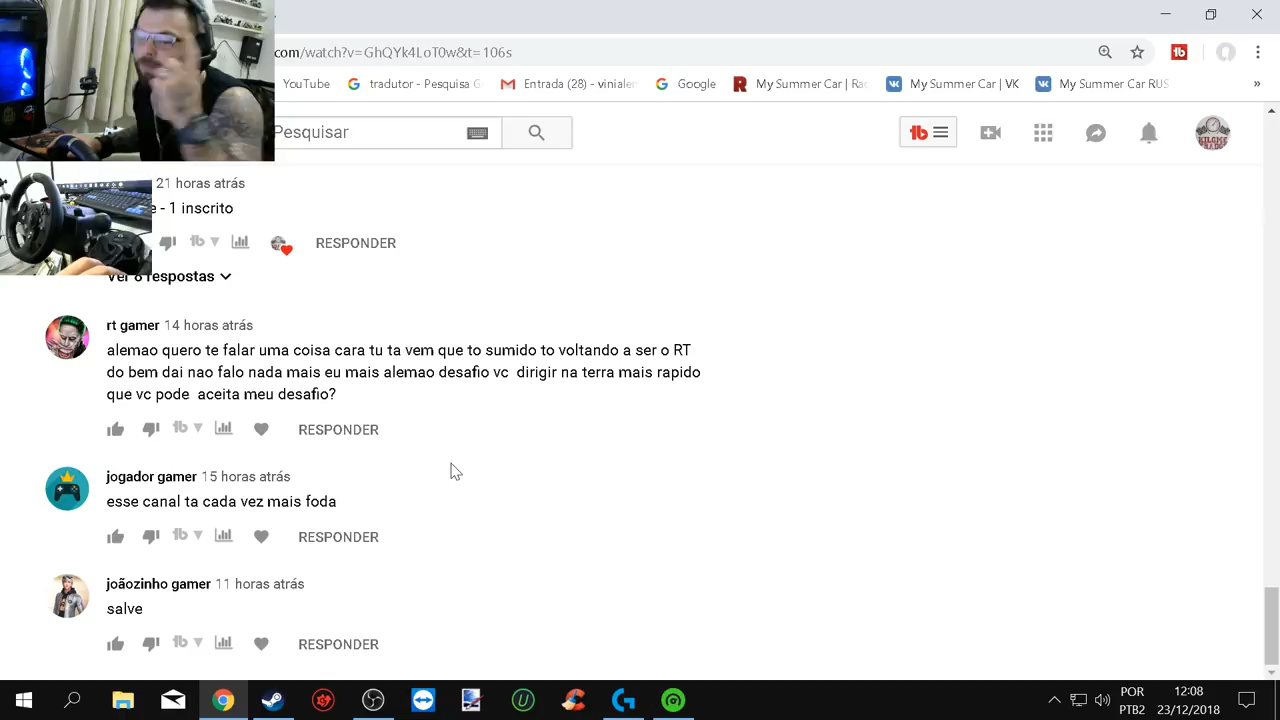 com/watch?v=GhQYk4LoT0w&t=106s
YouTube
tradutor - Pesquisa G
Entrada (28) - vinialen
Google
My Summer Car | Rac
My Summer Car | VK
My Summer Car RUS
»
Pesquisar
21 horas atrás
e - 1 inscrito
RESPONDER
Ver 8 respostas
rt gamer 14 horas atrás
alemao quero te falar uma coisa cara tu ta vem que to sumido to voltando a ser o RT
do bem dai nao falo nada mais eu mais alemao desafio vc dirigir na terra mais rapido
que vc pode aceita meu desafio?
RESPONDER
jogador gamer 15 horas atrás
esse canal ta cada vez mais foda
RESPONDER
joãozinho gamer 11 horas atrás
salve
RESPONDER
POR
PTB2
12:08
23/12/2018